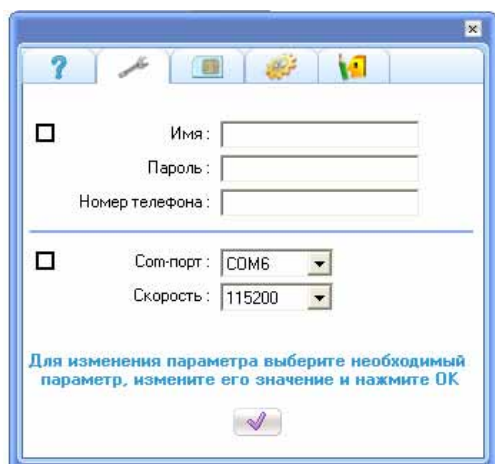 ?
Имя :
Пароль :
Номер телефона :
Com-порт : COM6
Скорость : 115200
Для изменения параметра выберите необходимый
параметр, измените его значение и нажмите OK